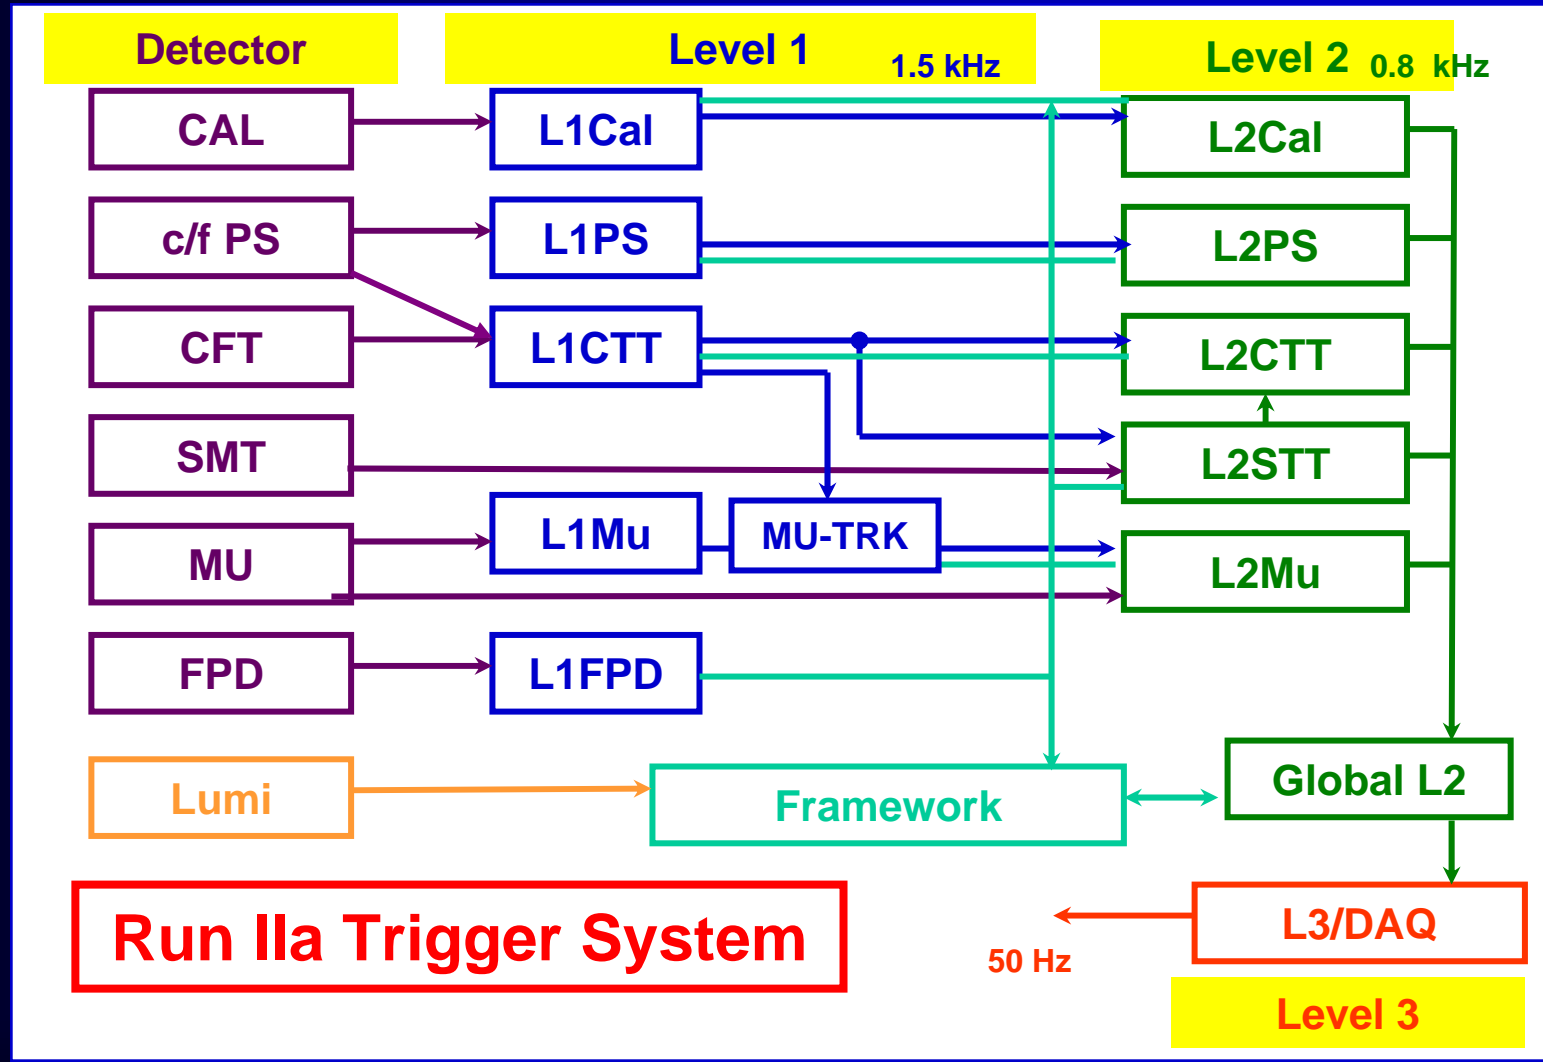 Detector
Level 1
1.5 kHz
Level 2
0.8 kHz
CAL
L1Cal
L2Cal
c/f PS
L1PS
L2PS
CFT
L1CTT
L2CTT
SMT
L2STT
MU
L1Mu
MU-TRK
L2Mu
FPD
L1FPD
Lumi
Framework
Global L2
Run IIa Trigger System
50 Hz
L3/DAQ
Level 3